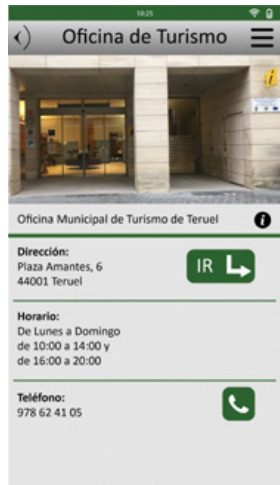 10:25
Oficina de Turismo
i
Oficina Municipal de Turismo de Teruel
i
Dirección:
Plaza Amantes, 6
44001 Teruel
IR
Horario:
De Lunes a Domingo
de 10:00 a 14:00 y
de 16:00 a 20:00
Teléfono:
978 62 41 05